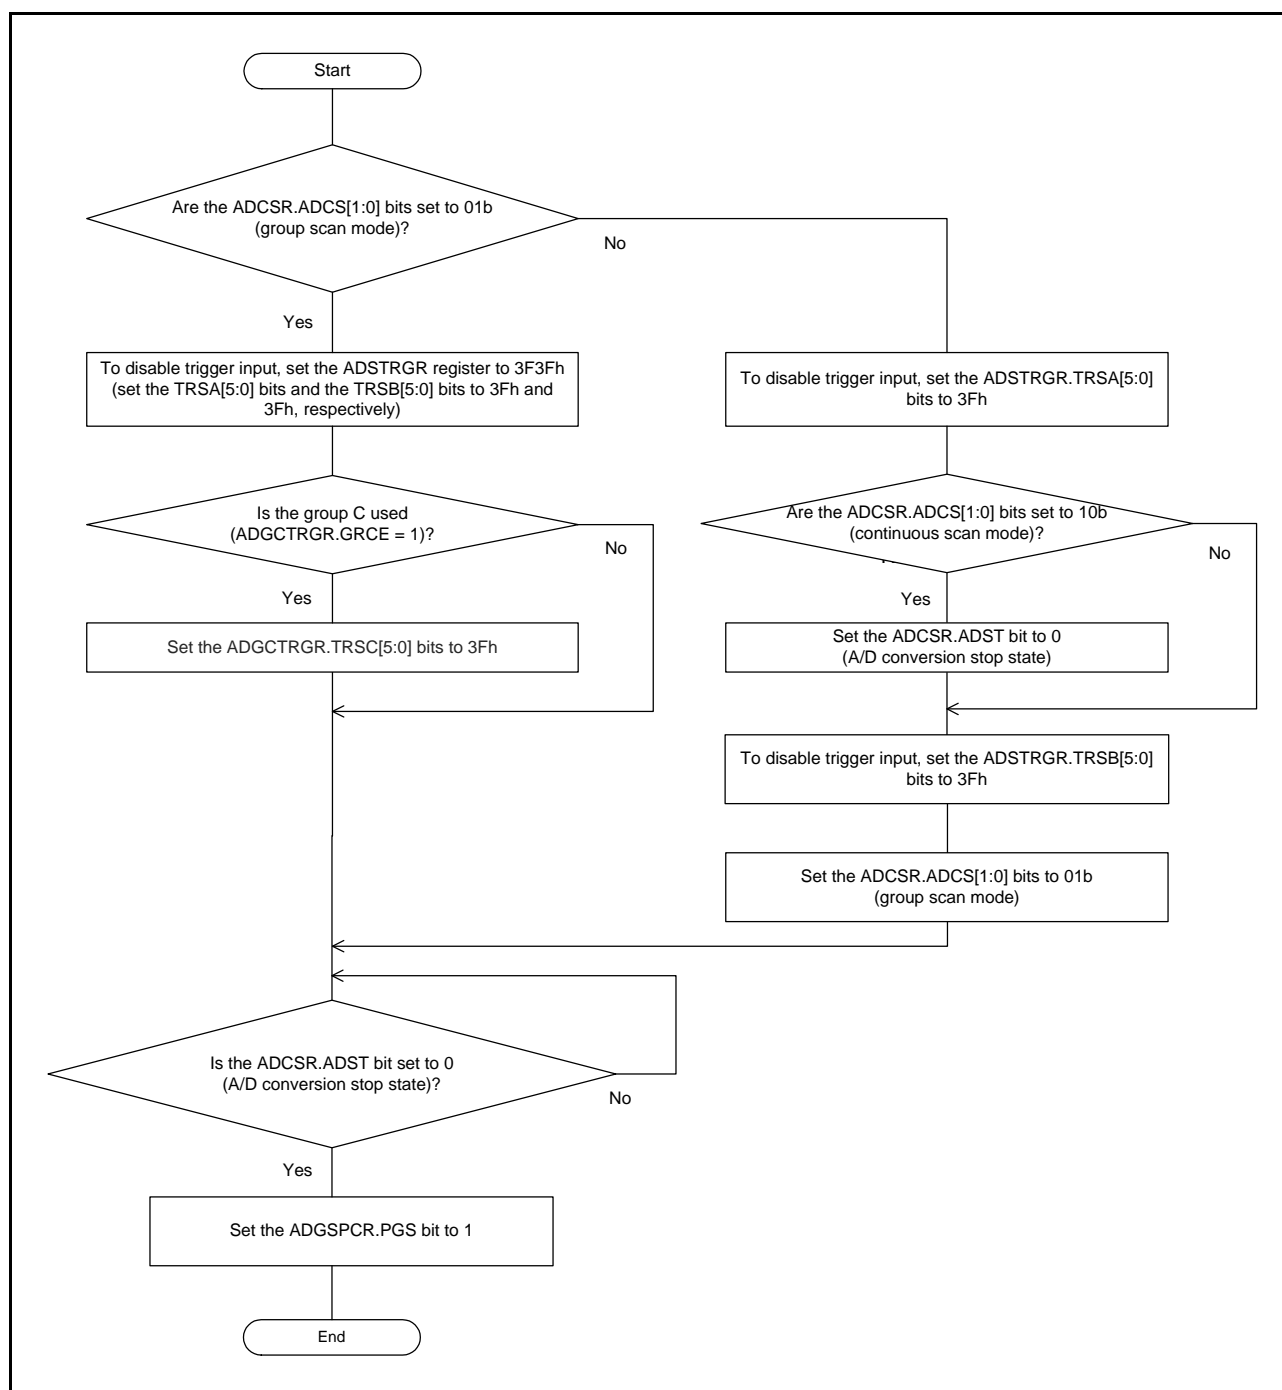 Start
Are the ADCSR.ADCS[1:0] bits set to 01b
(group scan mode)?
No
Yes
To disable trigger input, set the ADSTRGR register to 3F3Fh
(set the TRSA[5:0] bits and the TRSB[5:0] bits to 3Fh and
3Fh, respectively)
To disable trigger input, set the ADSTRGR.TRSA[5:0]
bits to 3Fh
Is the group C used
(ADGCTRGR.GRCE = 1)?
No
Yes
Are the ADCSR.ADCS[1:0] bits set to 10b
(continuous scan mode)?
No
Yes
Set the ADGCTRGR.TRSC[5:0] bits to 3Fh
Set the ADCSR.ADST bit to 0
(A/D conversion stop state)
To disable trigger input, set the ADSTRGR.TRSB[5:0]
bits to 3Fh
Set the ADCSR.ADCS[1:0] bits to 01b
(group scan mode)
Is the ADCSR.ADST bit set to 0
(A/D conversion stop state)?
No
Yes
Set the ADGSPCR.PGS bit to 1
End